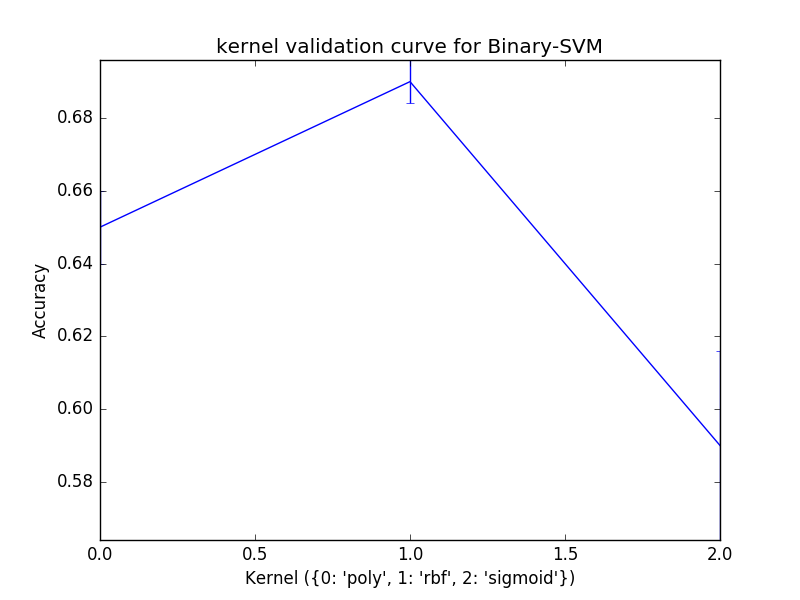 kernel validation curve for Binary-SVM
0.68
0.66
0.64
0.62
0.60
0.58
Accuracy
0.0 0.5 1.0 1.5 2.0
Kernel ({0: 'poly', 1: 'rbf', 2: 'sigmoid'})